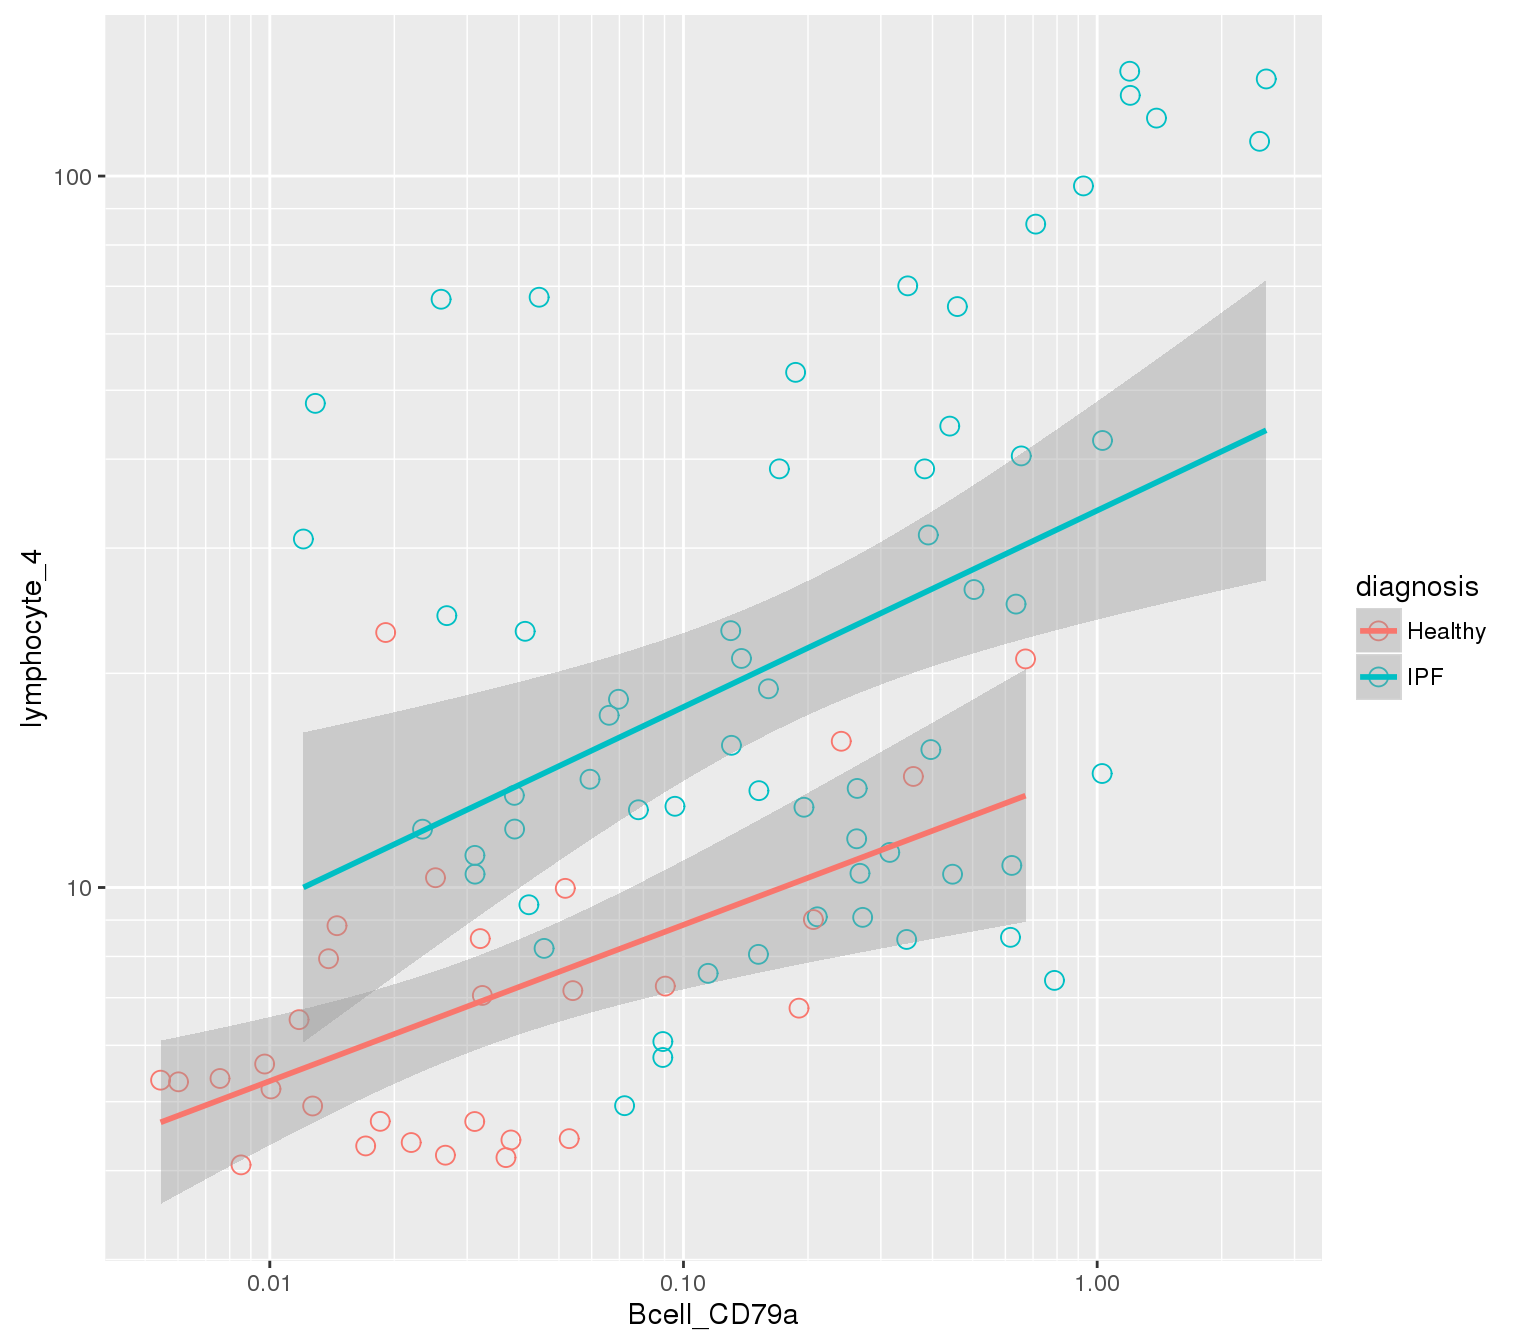 100
10
lymphocyte_4
0.01
0.10
1.00
Bcell_CD79a
diagnosis
Healthy
IPF